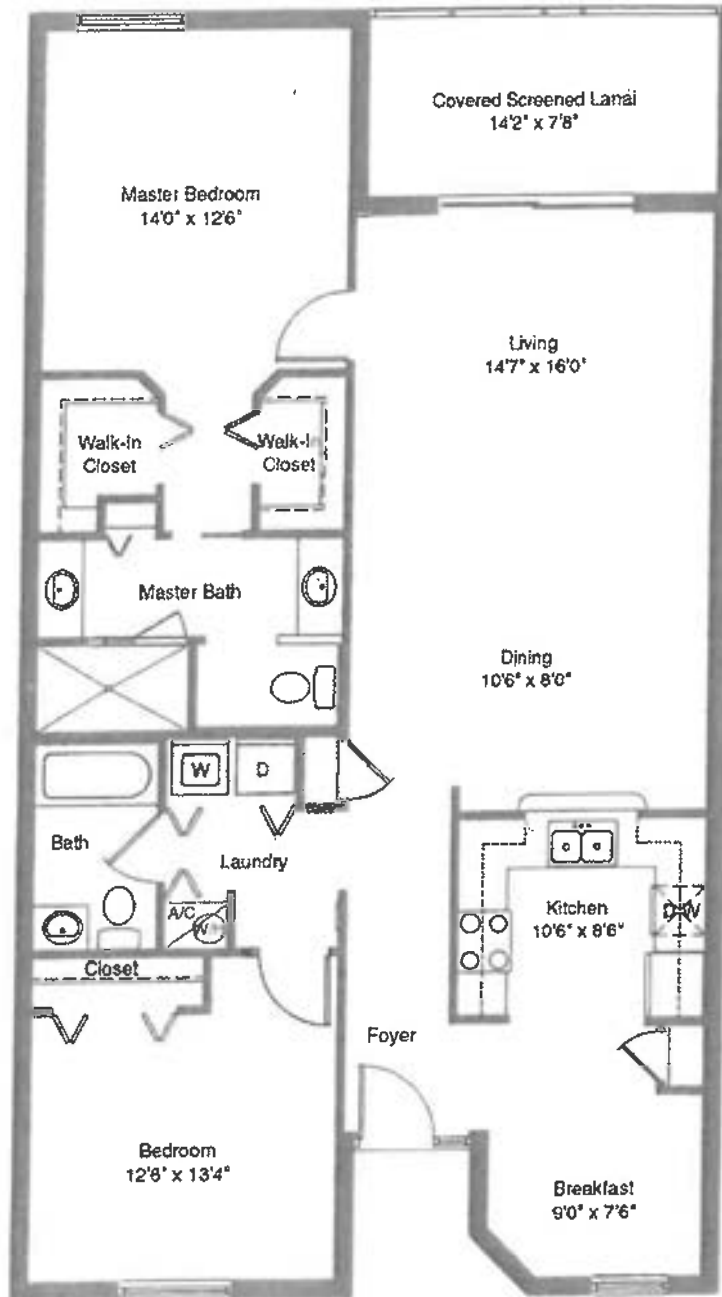 Covered Screened Lanai
14'2" x 7'8"
Master Bedroom
14'0" x 12'6"
Living
14'7" x 16'0"
Walk-In
Closet
Walk-I
Closet
Master Bath
Dining
10'6" x 8'0"
W
D
Bath
Laundry
A/C
W
Kitchen
10'6" x 8'6"
D W
Closet
Foyer
Bedroom
12'6" x 13'4"
Breakfast
9'0" x 7'6"